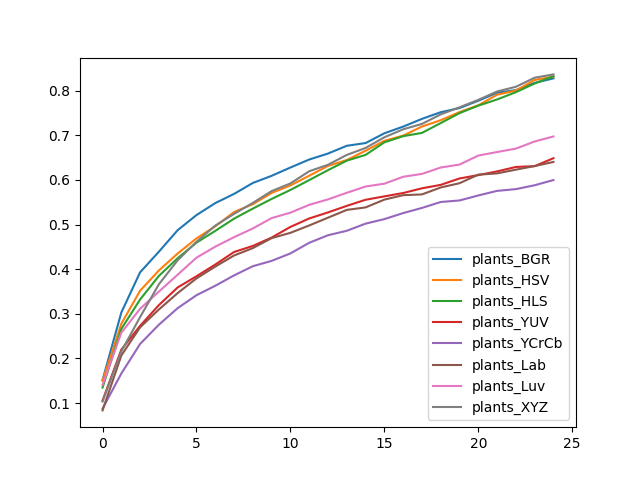 0.8
0.7
0.6
0.5
0.4
0.3
0.2
0.1
0 5 10 15 20 25
plants_BGR
plants_HSV
plants_HLS
plants_YUV
plants_YCrCb
plants_Lab
plants_Luv
plants_XYZ